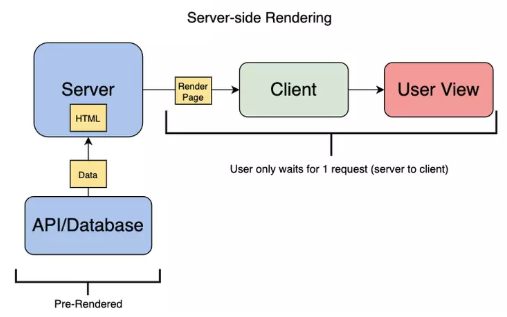 Server-side Rendering
Server
HTML
Render
Page
Client
User View
User only waits for 1 request (server to client)
Data
API/Database
Pre-Rendered